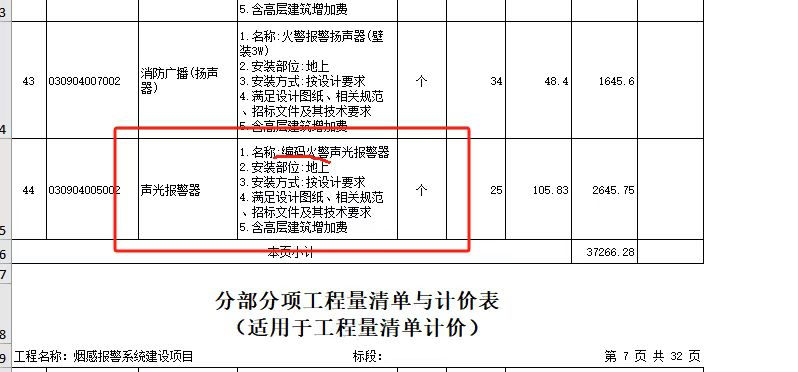 3
5.含高层建筑增加费
43 030904007002 消防广播(扬声器) 个 34 48.4 1645.6
1.名称:火警报警扬声器(壁装3W)
2.安装部位:地上
3.安装方式:按设计要求
4.满足设计图纸、相关规范、招标文件及其技术要求
5.含高层建筑增加费
4
44 030904005002 声光报警器 个 25 105.83 2645.75
1.名称:编码火警声光报警器
2.安装部位:地上
3.安装方式:按设计要求
4.满足设计图纸、相关规范、招标文件及其技术要求
5.含高层建筑增加费
5
6 本页小计 37266.28
7
分部分项工程量清单与计价表
(适用于工程量清单计价)
8
9 工程名称：烟感报警系统建设项目 标段： 第 7 页 共 32 页